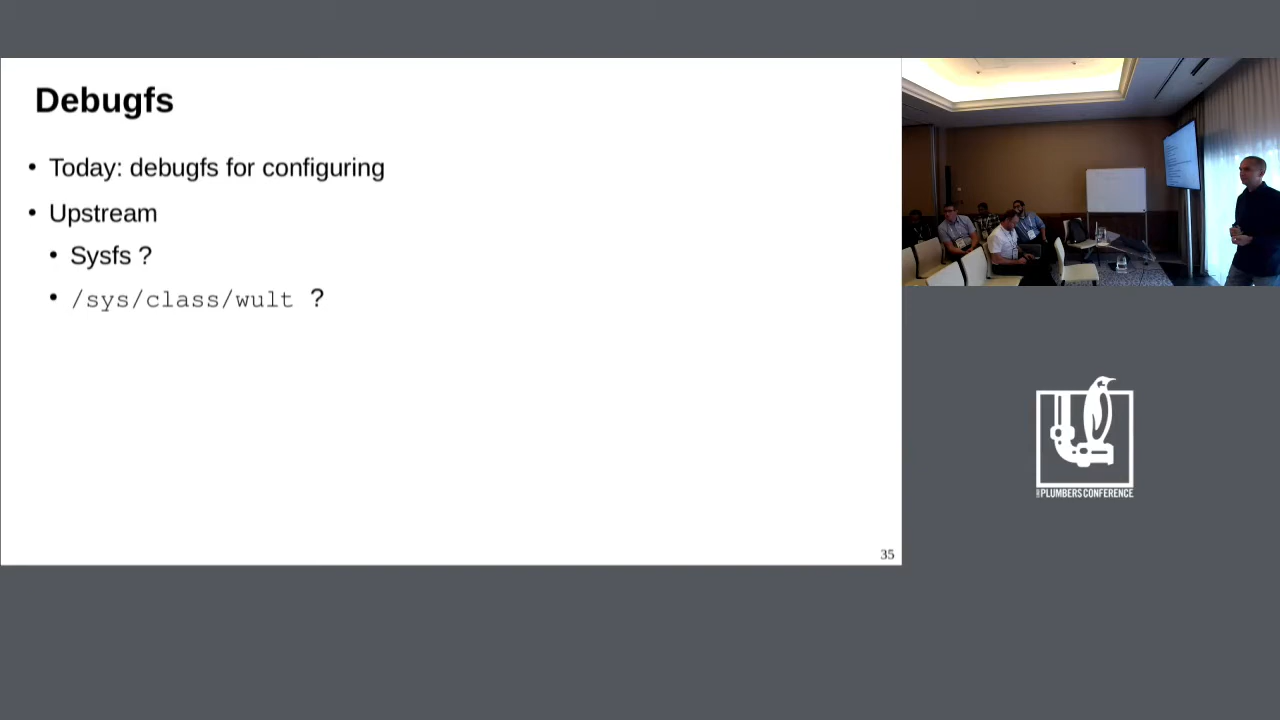 Debugfs
• Today: debugfs for configuring
• Upstream
• Sysfs ?
• /sys/class/wult ?
35
PLUMBERS CONFERENCE